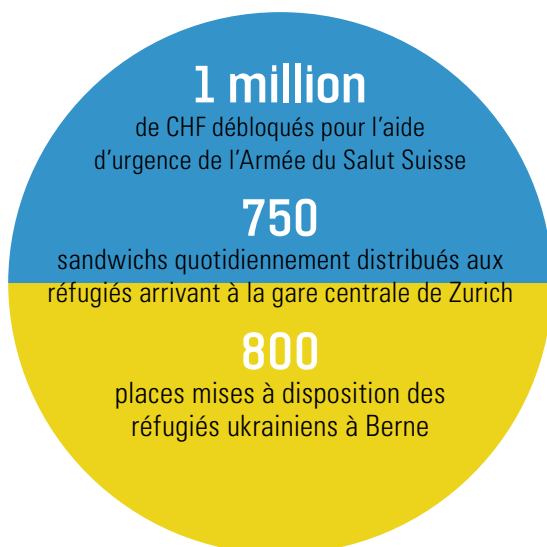 1 million
de CHF débloqués pour l’aide
d’urgence de l’Armée du Salut Suisse
750
sandwichs quotidiennement distribués aux
réfugiés arrivant à la gare centrale de Zurich
800
places mises à disposition des
réfugiés ukrainiens à Berne